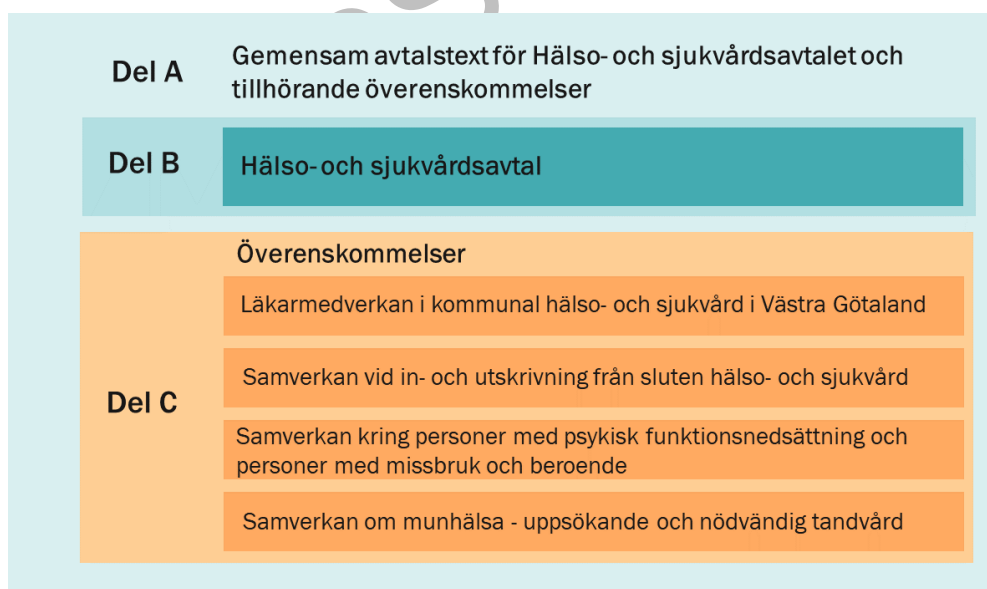 Del A
Gemensam avtalstext för Hälso- och sjukvårdsavtalet och
tillhörande överenskommelser
Del B
Hälso- och sjukvårdsavtal
Del C
Överenskommelser
Läkarmedverkan i kommunal hälso- och sjukvård i Västra Götaland
Samverkan vid in- och utskrivning från sluten hälso- och sjukvård
Samverkan kring personer med psykisk funktionsnedsättning och
personer med missbruk och beroende
Samverkan om munhälsa - uppsökande och nödvändig tandvård